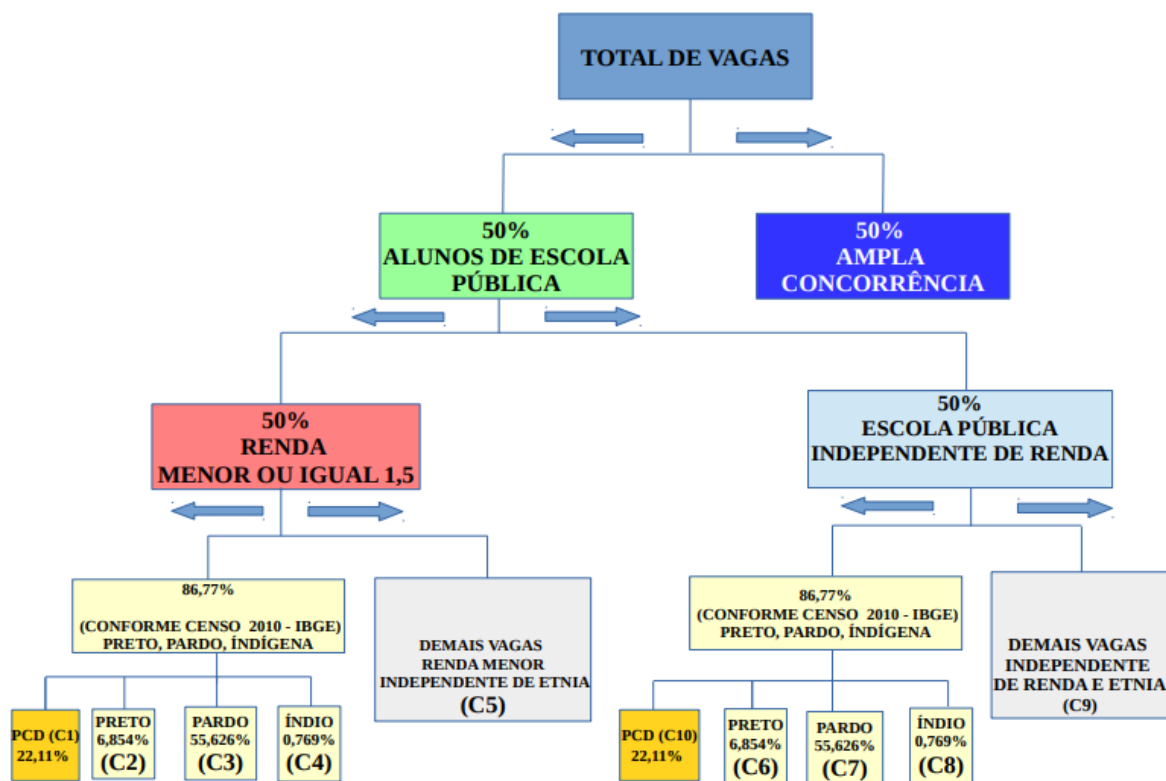 TOTAL DE VAGAS
50%
ALUNOS DE ESCOLA
PÚBLICA
50%
AMPLA
CONCORRÊNCIA
50%
RENDA
MENOR OU IGUAL 1,5
50%
ESCOLA PÚBLICA
INDEPENDENTE DE RENDA
86,77%
(CONFORME CENSO 2010 - IBGE)
PRETO, PARDO, ÍNDÍGENA
DEMAIS VAGAS
RENDA MENOR
INDEPENDENTE DE ETNIA
(C5)
86,77%
(CONFORME CENSO 2010 - IBGE)
PRETO, PARDO, ÍNDÍGENA
DEMAIS VAGAS
INDEPENDENTE
DE RENDA E ETNIA
(C9)
PCD (C1)
22,11%
PRETO
6,854%
(C2)
PARDO
55,626%
(C3)
ÍNDIO
0,769%
(C4)
PCD (C10)
22,11%
PRETO
6,854%
(C6)
PARDO
55,626%
(C7)
ÍNDIO
0,769%
(C8)